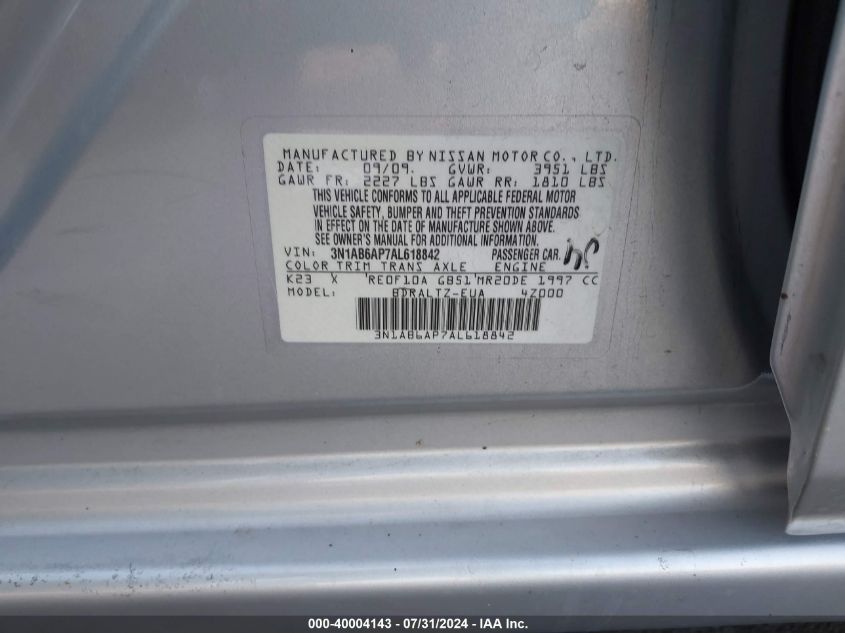 MANUFACTURED BY NISSAN MOTOR CO., LTD.
DATE: 09/09. GVWR: 3951 LBS
GAWR FR: 2227 LBS GAWR RR: 1810 LBS
THIS VEHICLE CONFORMS TO ALL APPLICABLE FEDERAL MOTOR
VEHICLE SAFETY, BUMPER AND THEFT PREVENTION STANDARDS
IN EFFECT ON THE DATE OF MANUFACTURE SHOWN ABOVE.
SEE OWNER'S MANUAL FOR ADDITIONAL INFORMATION.
VIN: 3N1AB6AP7AL618842 PASSENGER CAR.
COLOR TRIM TRANS AXLE ENGINE
K23 X RE0F10A GB51 MR20DE 1997 CC
MODEL: BDRALTZ-EUA 4Z000
3N1AB6AP7AL618842
000-40004143 - 07/31/2024 - IAA Inc.